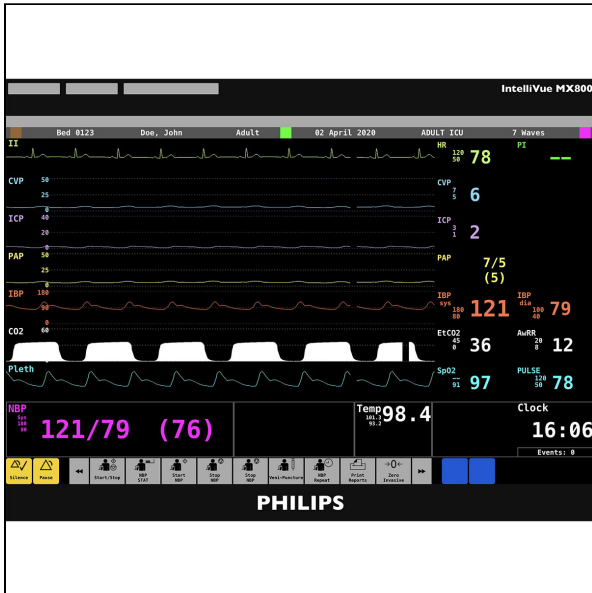 IntelliVue MX800
Bed 0123 Doe, John Adult 02 April 2020 ADULT ICU 7 Waves
II
HR 120 50 78
PI --
CVP 50 25 0
CVP 7 5 6
ICP 40 20 0
ICP 3 1 2
PAP 50 25 0
PAP 7/5 (5)
IBP 180 90 0
IBP sys 180 80 121
IBP dia 100 40 79
CO2 60
EtCO2 45 0 36
AwRR 20 8 12
Pleth
SpO2 -- 91 97
PULSE 120 50 78
NBP Sys 180 80 121/79 (76)
Temp 101.3 93.2 98.4
Clock
16:06
Events: 0
Silence
Pause
Start/Stop
NBP STAT
Start NBP
Stop NBP
Stop NBP
Veni-Puncture
NBP Repeat
Print Reports
Zero Invasive
PHILIPS